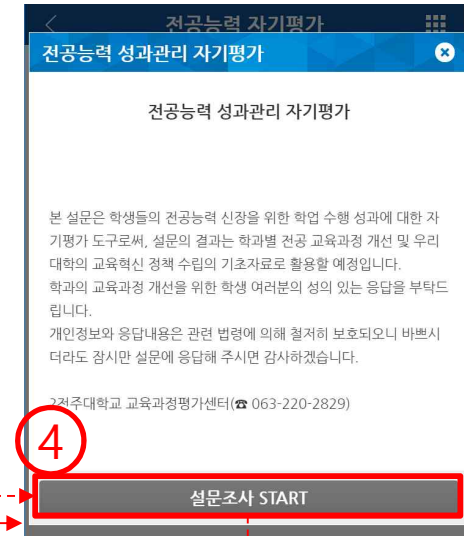 전공능력 자기평가
전공능력 성과관리 자기평가
전공능력 성과관리 자기평가
본 설문은 학생들의 전공능력 신장을 위한 학업 수행 성과에 대한 자
기평가 도구로써, 설문의 결과는 학과별 전공 교육과정 개선 및 우리
대학의 교육혁신 정책 수립의 기초자료로 활용할 예정입니다.
학과의 교육과정 개선을 위한 학생 여러분의 성의 있는 응답을 부탁드
립니다.
개인정보와 응답내용은 관련 법령에 의해 철저히 보호되오니 바쁘시
더라도 잠시만 설문에 응답해 주시면 감사하겠습니다.
?전주대학교 교육과정평가센터(☎ 063-220-2829)
4
설문조사 START